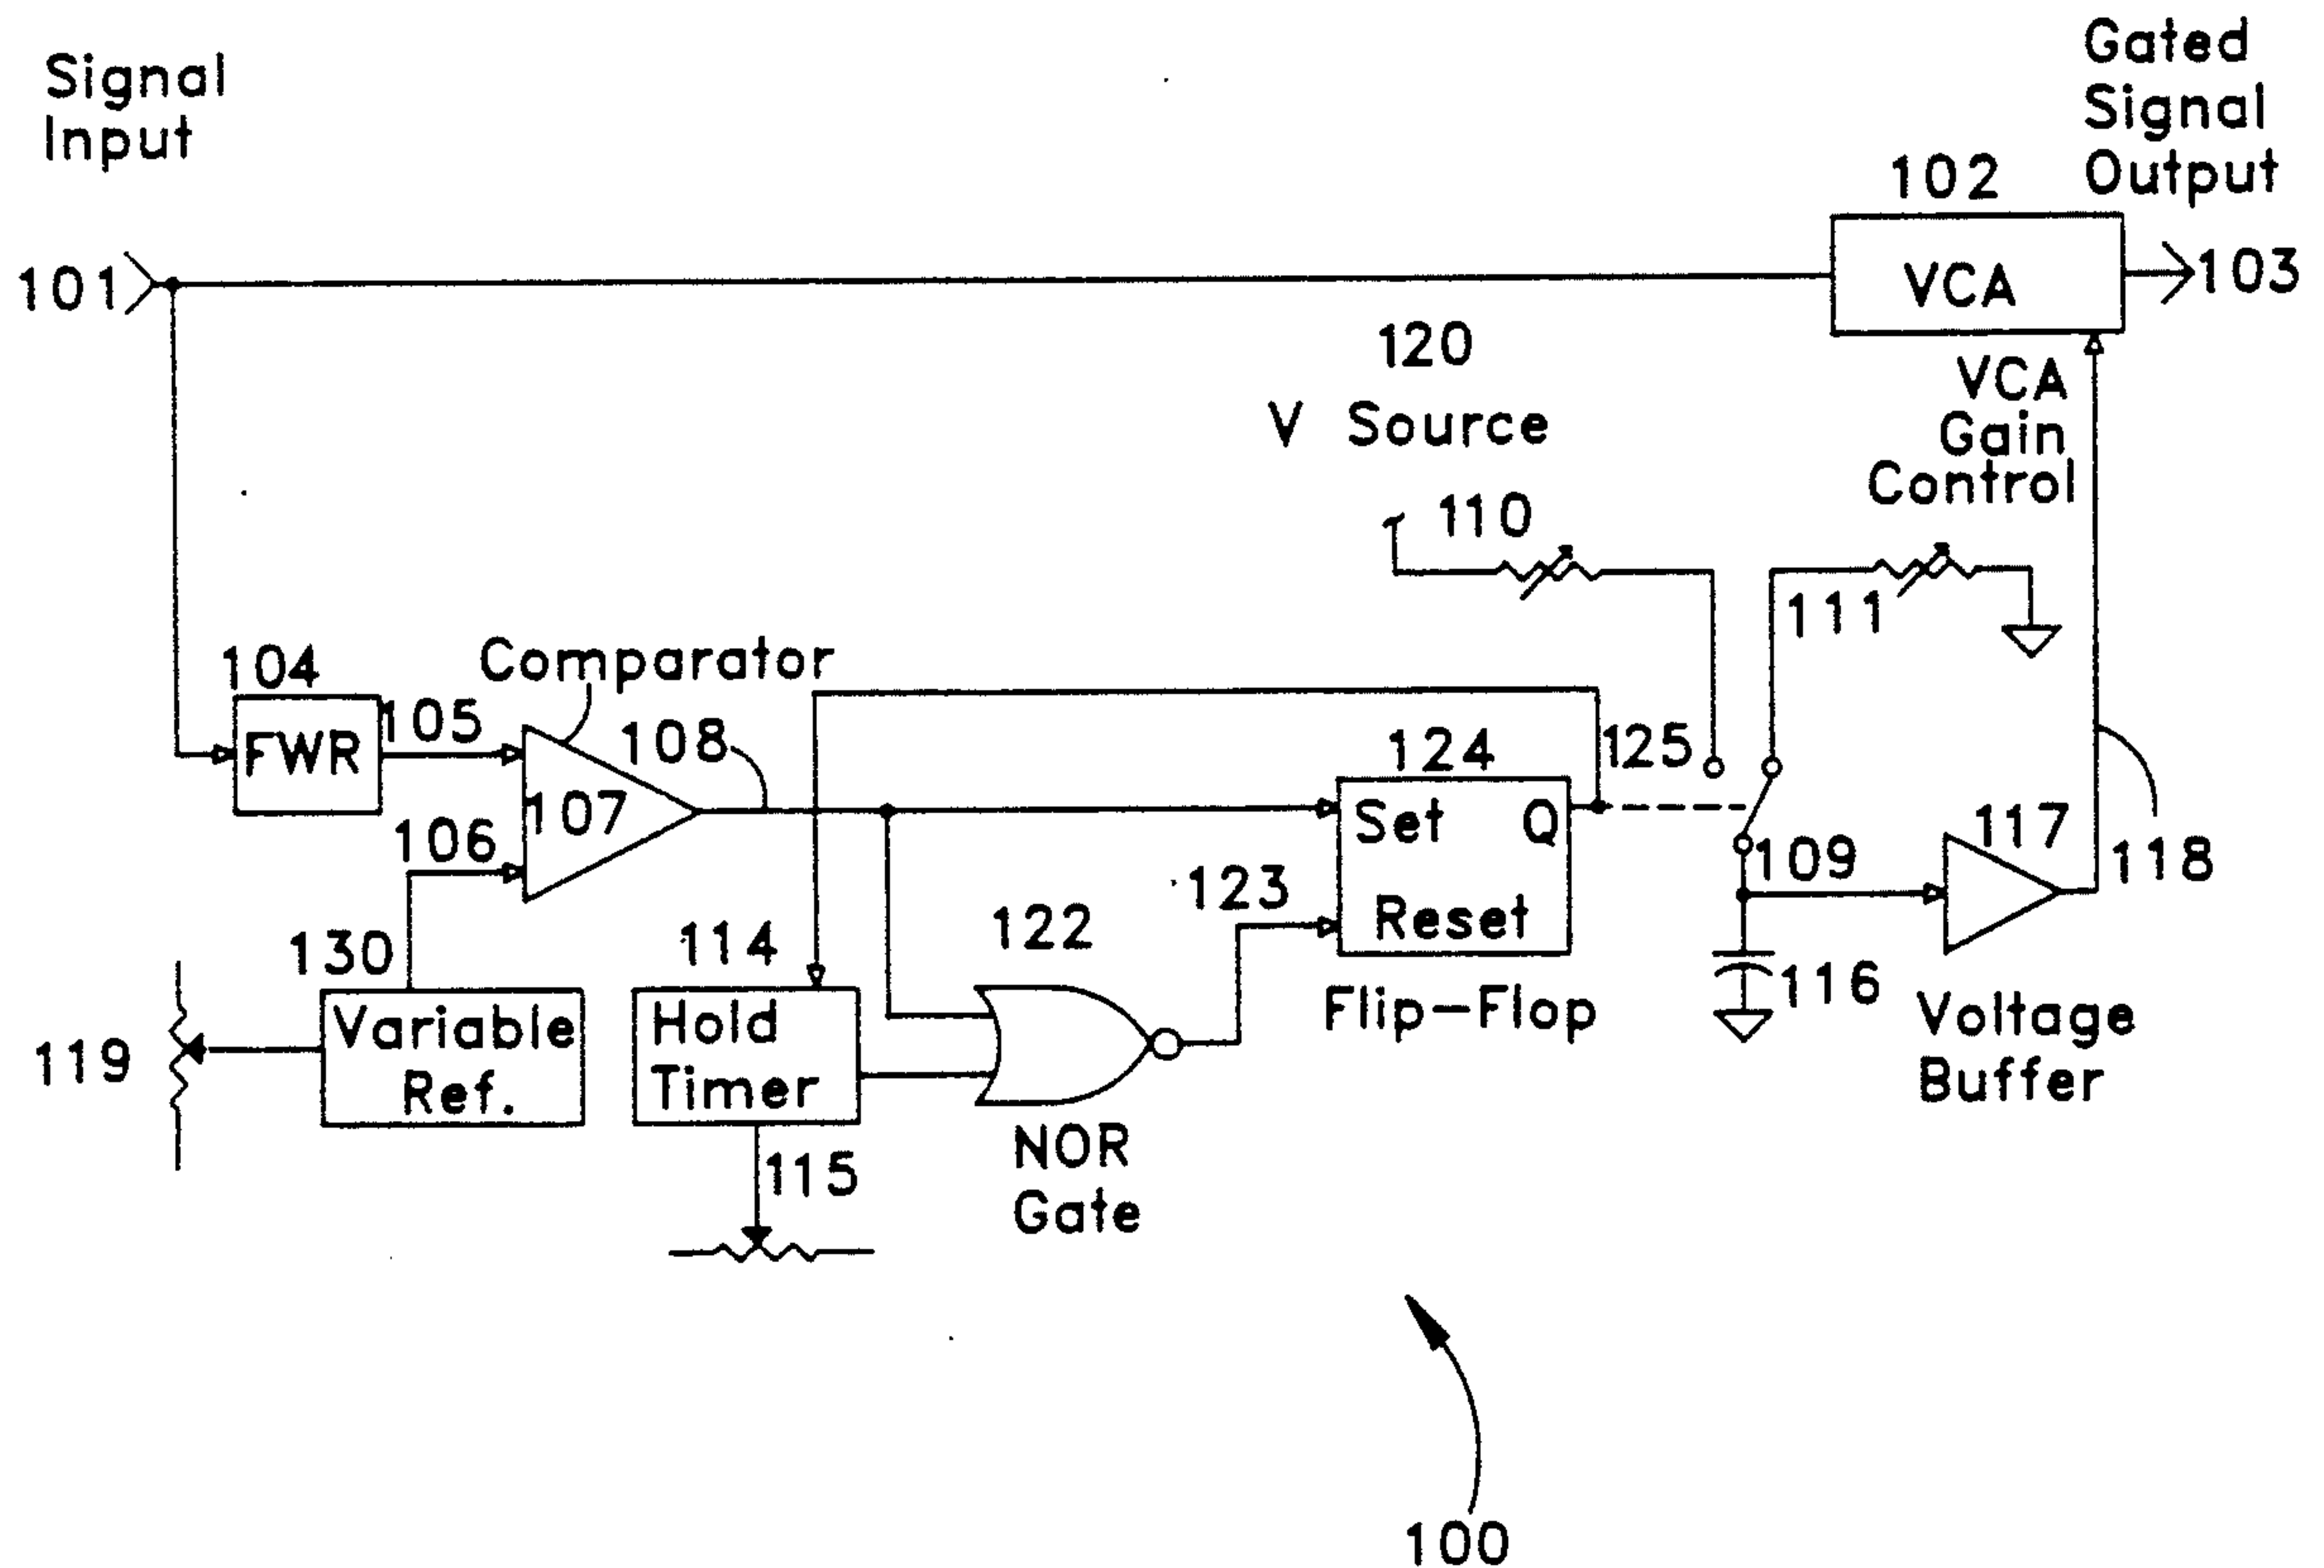 Signal
Input
Gated
Signal
Output
102
101
VCA
103
120
V Source
VCA
Gain
Control
110
111
104
Comparator
FWR
105
108
107
106
124
125
Set
Q
Reset
123
117
109
118
130
114
122
119
Variable
Ref.
Hold
Timer
Flip-Flop
116
Voltage
Buffer
115
NOR
Gate
100